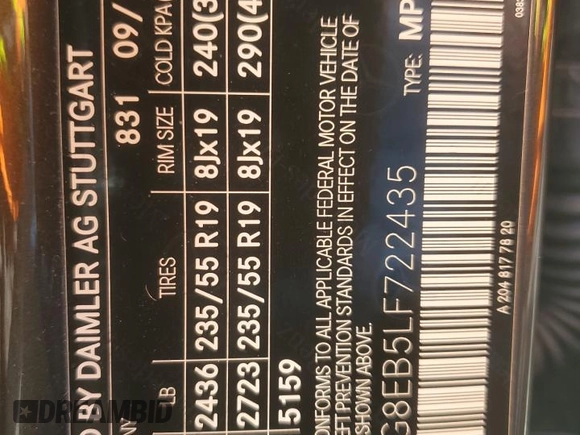 D BY DAIMLER AG STUTTGART
831 09/
LB TIRES RIM SIZE COLD KPA
2436 235/55 R19 8Jx19 240(3
2723 235/55 R19 8Jx19 290(4
5159
ONFORMS TO ALL APPLICABLE FEDERAL MOTOR VEHICLE
EFT PREVENTION STANDARDS IN EFFECT ON THE DATE OF
SHOWN ABOVE.
G8EB5LF722435 TYPE: MP
A 204 817 78 20
DREAMBID